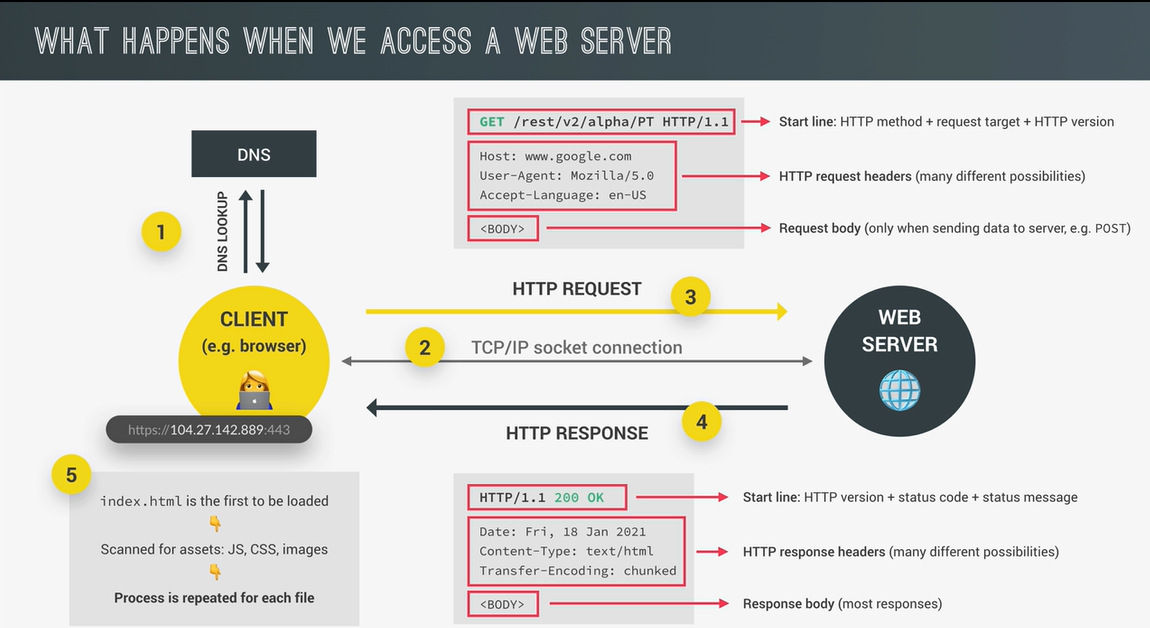 WHAT HAPPENS WHEN WE ACCESS A WEB SERVER
DNS
DNS LOOKUP
1
CLIENT
(e.g. browser)
https://104.27.142.889:443
GET /rest/v2/alpha/PT HTTP/1.1
Start line: HTTP method + request target + HTTP version
Host: www.google.com
User-Agent: Mozilla/5.0
Accept-Language: en-US
HTTP request headers (many different possibilities)
<BODY>
Request body (only when sending data to server, e.g. POST)
HTTP REQUEST
3
2
TCP/IP socket connection
4
HTTP RESPONSE
WEB
SERVER
5
index.html is the first to be loaded
Scanned for assets: JS, CSS, images
Process is repeated for each file
HTTP/1.1 200 OK
Start line: HTTP version + status code + status message
Date: Fri, 18 Jan 2021
Content-Type: text/html
Transfer-Encoding: chunked
HTTP response headers (many different possibilities)
<BODY>
Response body (most responses)